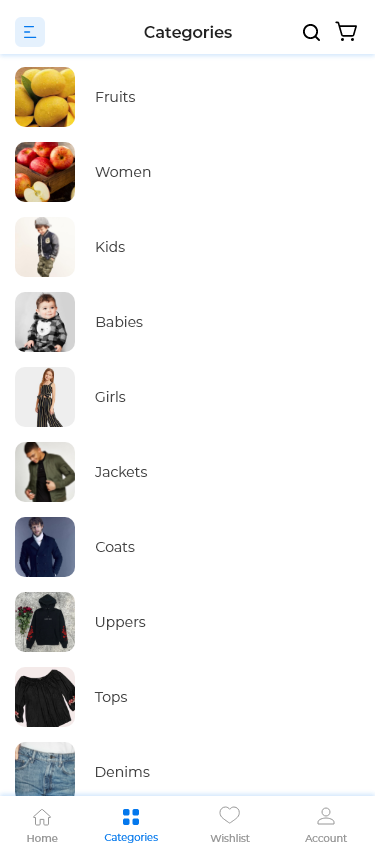 Categories
Fruits
Women
Kids
Babies
Girls
Jackets
Coats
Uppers
Tops
Denims
Home
Categories
Wishlist
Account